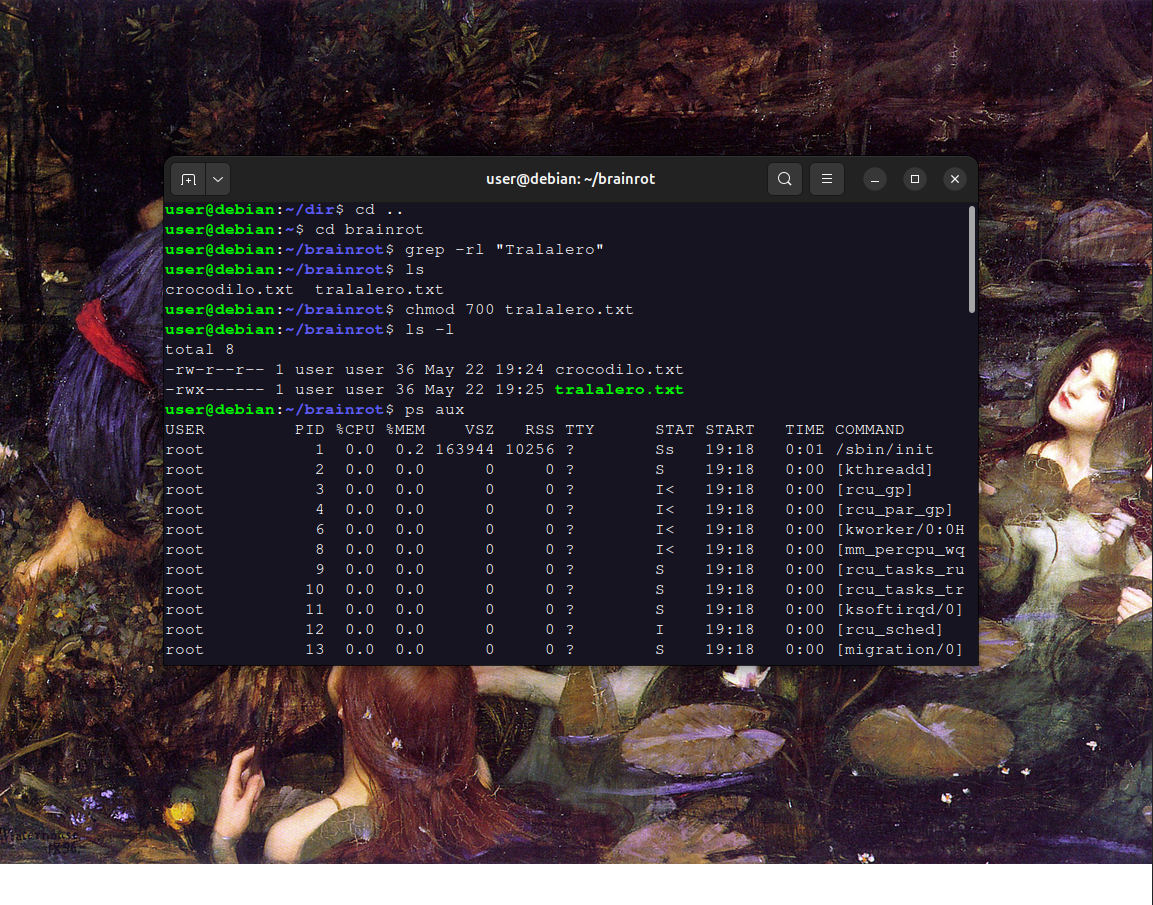 user@debian: ~/brainrot
user@debian:~/dir$ cd ..
user@debian:~$ cd brainrot
user@debian:~/brainrot$ grep -rl "Tralalero"
user@debian:~/brainrot$ ls
crocodilo.txt  tralalero.txt
user@debian:~/brainrot$ chmod 700 tralalero.txt
user@debian:~/brainrot$ ls -l
total 8
-rw-r--r-- 1 user user 36 May 22 19:24 crocodilo.txt
-rwx------ 1 user user 36 May 22 19:25 tralalero.txt
user@debian:~/brainrot$ ps aux
USER         PID %CPU %MEM    VSZ   RSS TTY      STAT START   TIME COMMAND
root           1  0.0  0.2 163944 10256 ?        Ss   19:18   0:01 /sbin/init
root           2  0.0  0.0      0     0 ?        S    19:18   0:00 [kthreadd]
root           3  0.0  0.0      0     0 ?        I<   19:18   0:00 [rcu_gp]
root           4  0.0  0.0      0     0 ?        I<   19:18   0:00 [rcu_par_gp]
root           6  0.0  0.0      0     0 ?        I<   19:18   0:00 [kworker/0:0H
root           8  0.0  0.0      0     0 ?        I<   19:18   0:00 [mm_percpu_wq
root           9  0.0  0.0      0     0 ?        S    19:18   0:00 [rcu_tasks_ru
root          10  0.0  0.0      0     0 ?        S    19:18   0:00 [rcu_tasks_tr
root          11  0.0  0.0      0     0 ?        S    19:18   0:00 [ksoftirqd/0]
root          12  0.0  0.0      0     0 ?        I    19:18   0:00 [rcu_sched]
root          13  0.0  0.0      0     0 ?        S    19:18   0:00 [migration/0]